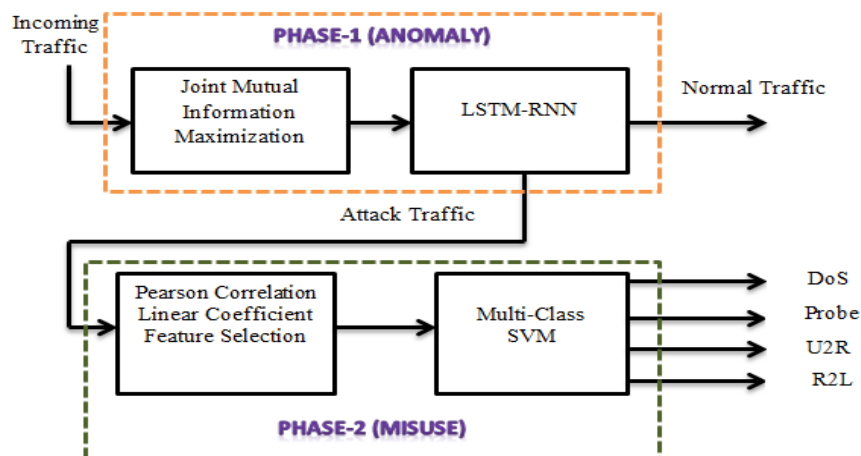 Incoming
Traffic
PHASE-1 (ANOMALY)
Joint Mutual
Information
Maximization
LSTM-RNN
Normal Traffic
Attack Traffic
Pearson Correlation
Linear Coefficient
Feature Selection
Multi-Class
SVM
DoS
Probe
U2R
R2L
PHASE-2 (MISUSE)